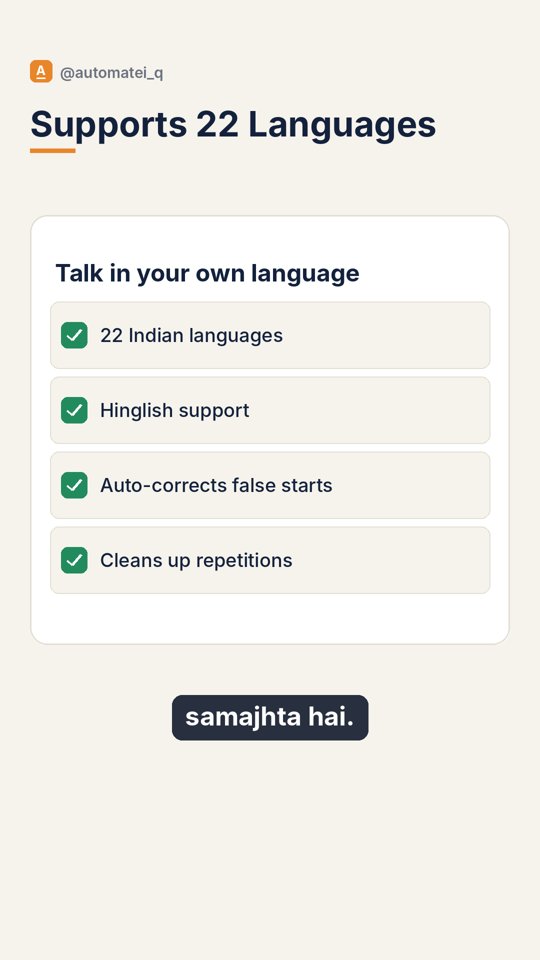 A
@automatei_q
Supports 22 Languages
Talk in your own language
22 Indian languages
Hinglish support
Auto-corrects false starts
Cleans up repetitions
samajhta hai.